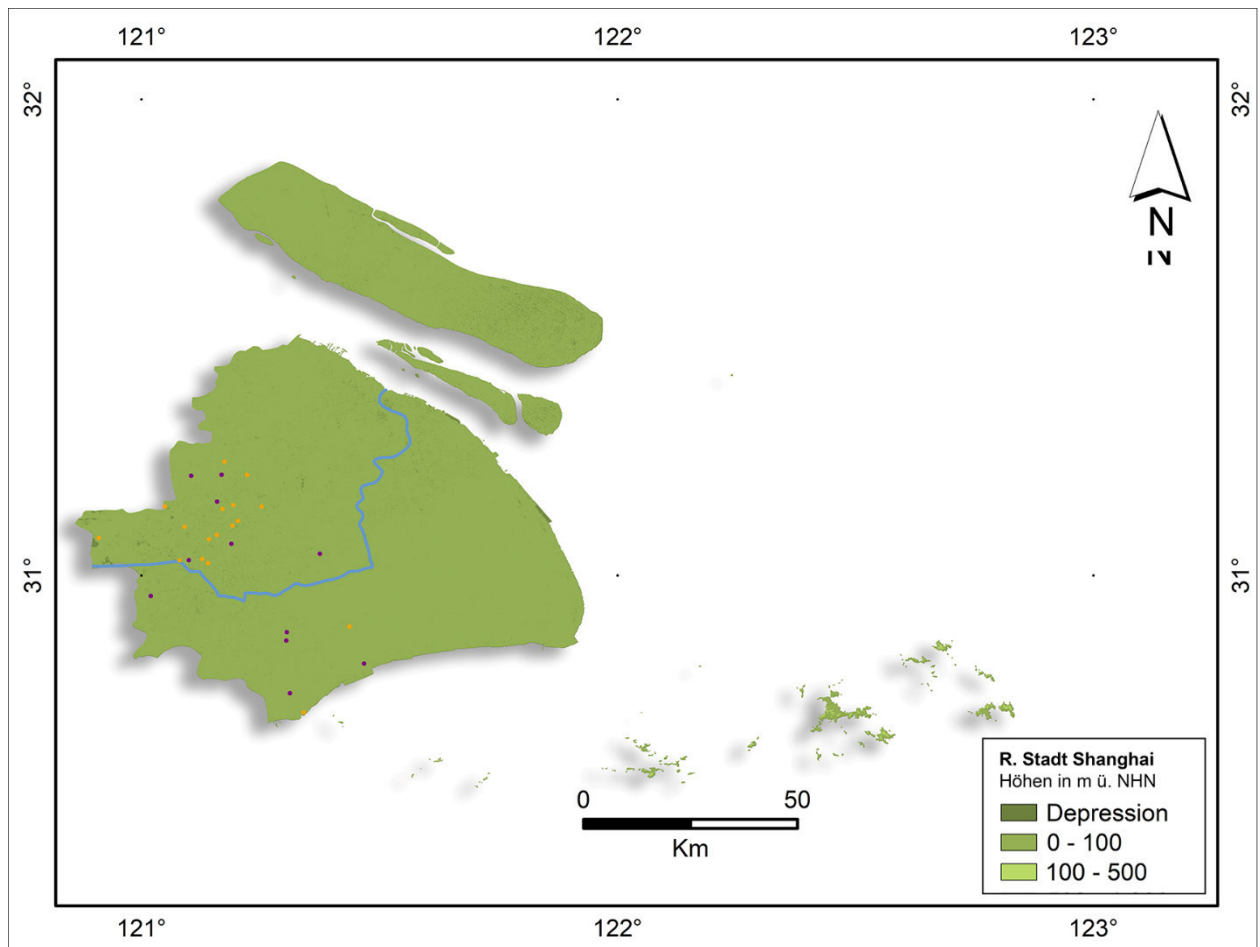 121° 122° 123°
32° 32°
N
N
31° 31°
0 50
Km
R. Stadt Shanghai
Höhen in m ü. NHN
Depression
0 - 100
100 - 500
121° 122° 123°